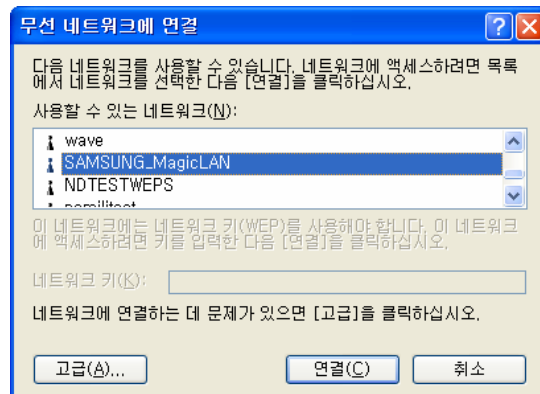 무선 네트워크에 연결
다음 네트워크를 사용할 수 있습니다. 네트워크에 액세스하려면 목록
에서 네트워크를 선택한 다음 [연결]을 클릭하십시오.
사용할 수 있는 네트워크(N):
wave
SAMSUNG_MagicLAN
NDTESTWEPS
이 네트워크에는 네트워크 키(WEP)를 사용해야 합니다. 이 네트워크
에 액세스하려면 키를 입력한 다음 [연결]을 클릭하십시오.
네트워크 키(K):
네트워크에 연결하는 데 문제가 있으면 [고급]을 클릭하십시오.
고급(A)... 연결(C) 취소